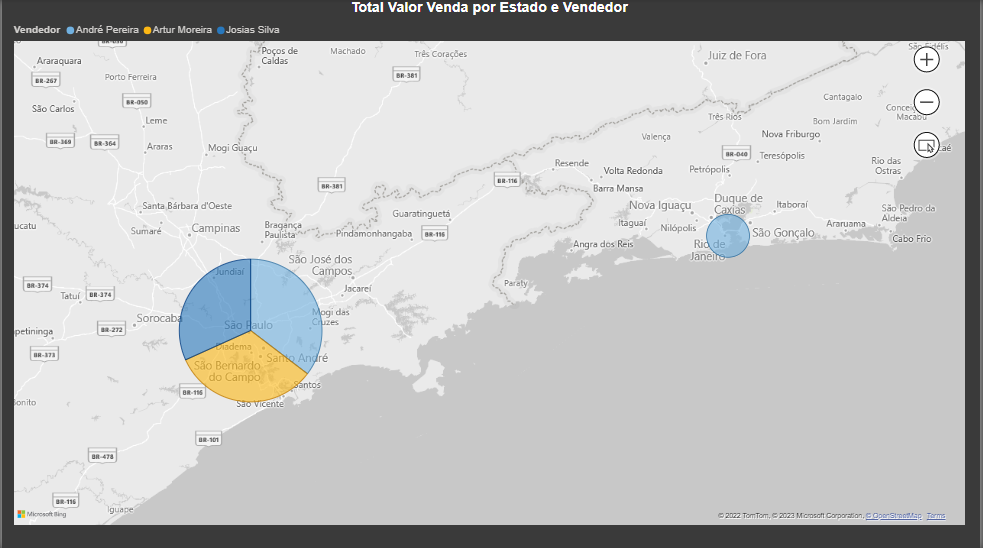 Total Valor Venda por Estado e Vendedor
Vendedor André Pereira Artur Moreira Josias Silva
BR-050
Araraquara
Poços de
Caldas
Machado
Três Corações
Juiz de Fora
São Fidélis
BR-267
Porto Ferreira
BR-381
São Carlos
BR-050
Cantagalo
Leme
Três Rios
Bom Jardim
Macaé
Valença
Nova Friburgo
BR-369
BR-364
Araras
Mogi Guaçu
BR-040
Teresópolis
Resende
Volta Redonda
Petrópolis
Rio das
Ostras
BR-381
BR-116
Barra Mansa
Santa Bárbara d'Oeste
Guaratinguetá
Nova Iguaçu
Duque de
Caxias
Itaboraí
São Pedro da
Aldeia
Bragança
Paulista
Sumaré
Campinas
Pindamonhangaba
BR-116
Itaguaí
Nilópolis
São Gonçalo
Araruama
Cabo Frio
Angra dos Reis
Rio de
Janeiro
São José dos
Campos
Jundiaí
BR-374
Tatuí
BR-374
Jacareí
Paraty
Mogi das
Cruzes
Sorocaba
São Paulo
BR-272
BR-373
Diadema
Santo André
São Bernardo
do Campo
Santos
BR-116
São Vicente
BR-101
BR-478
BR-116
Iguape
Microsoft Bing
© 2022 TomTom, © 2023 Microsoft Corporation, © OpenStreetMap Terms